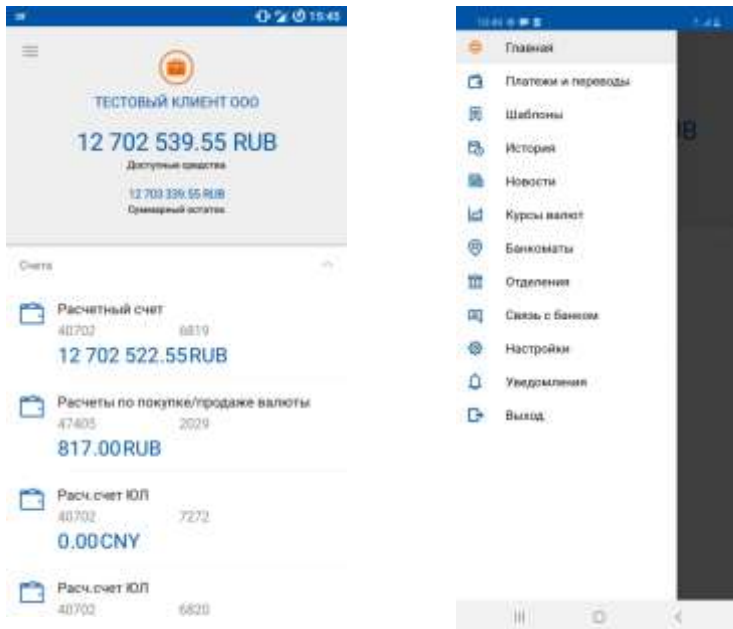 15:45
ТЕСТОВЫЙ КЛИЕНТ ООО
12 702 539.55 RUB
Доступные средства
12 703 339.55 RUB
Суммарный остаток
Счета
Расчетный счет
40702 6819
12 702 522.55RUB
Расчеты по покупке/продаже валюты
47405 2029
817.00RUB
Расч.счет ЮЛ
40702 7272
0.00CNY
Расч.счет ЮЛ
40702 6820
Главная
Платежи и переводы
Шаблоны
История
Новости
Курсы валют
Банкоматы
Отделения
Связь с банком
Настройки
Уведомления
Выход